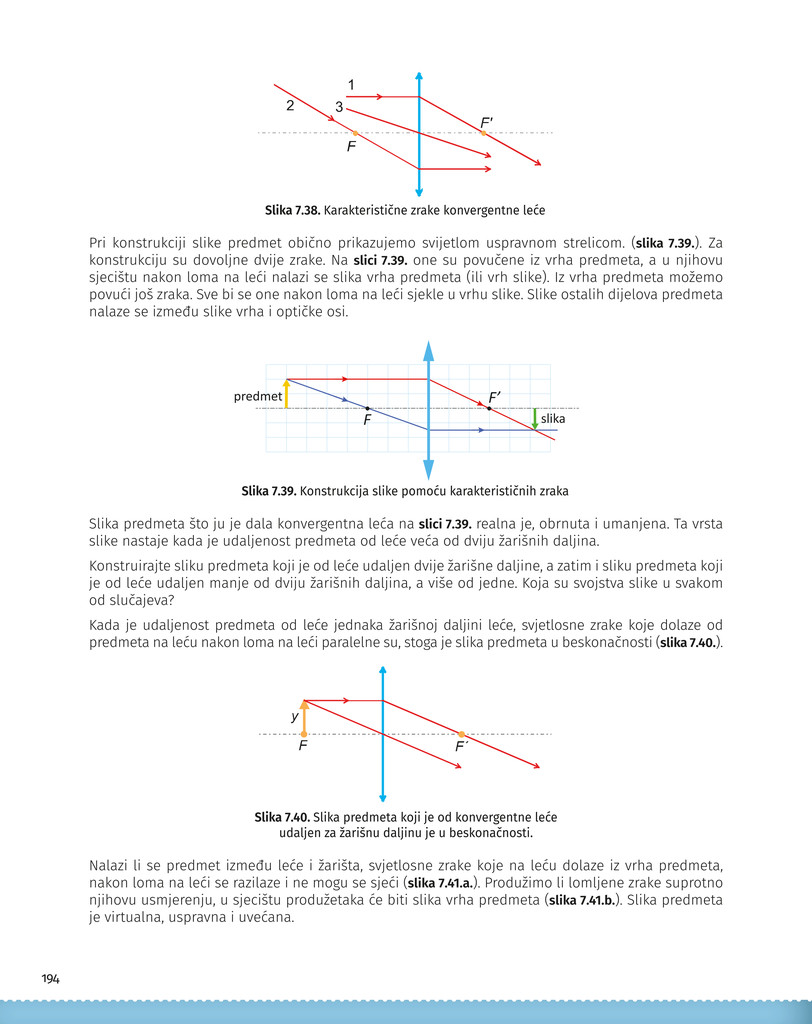 1
2
3
F'
F
Slika 7.38. Karakteristične zrake konvergentne leće
Pri konstrukciji slike predmet obično prikazujemo svijetlom uspravnom strelicom. (slika 7.39.). Za
konstrukciju su dovoljne dvije zrake. Na slici 7.39. one su povučene iz vrha predmeta, a u njihovu
sjecištu nakon loma na leći nalazi se slika vrha predmeta (ili vrh slike). Iz vrha predmeta možemo
povući još zraka. Sve bi se one nakon loma na leći sjekle u vrhu slike. Slike ostalih dijelova predmeta
nalaze se između slike vrha i optičke osi.
predmet
F'
F
slika
Slika 7.39. Konstrukcija slike pomoću karakterističnih zraka
Slika predmeta što ju je dala konvergentna leća na slici 7.39. realna je, obrnuta i umanjena. Ta vrsta
slike nastaje kada je udaljenost predmeta od leće veća od dviju žarišnih daljina.
Konstruirajte sliku predmeta koji je od leće udaljen dvije žarišne daljine, a zatim i sliku predmeta koji
je od leće udaljen manje od dviju žarišnih daljina, a više od jedne. Koja su svojstva slike u svakom
od slučajeva?
Kada je udaljenost predmeta od leće jednaka žarišnoj daljini leće, svjetlosne zrake koje dolaze od
predmeta na leću nakon loma na leći paralelne su, stoga je slika predmeta u beskonačnosti (slika 7.40.).
y
F
F´
Slika 7.40. Slika predmeta koji je od konvergentne leće
udaljen za žarišnu daljinu je u beskonačnosti.
Nalazi li se predmet između leće i žarišta, svjetlosne zrake koje na leću dolaze iz vrha predmeta,
nakon loma na leći se razilaze i ne mogu se sjeći (slika 7.41.a.). Produžimo li lomljene zrake suprotno
njihovu usmjerenju, u sjecištu produžetaka će biti slika vrha predmeta (slika 7.41.b.). Slika predmeta
je virtualna, uspravna i uvećana.
194